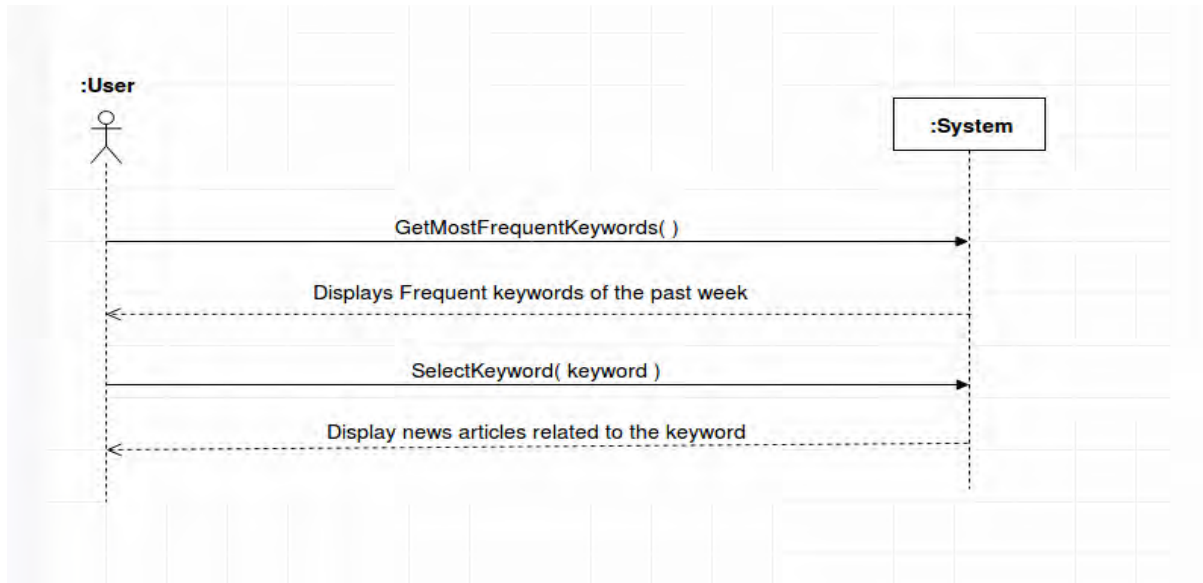 :User
:System
GetMostFrequentKeywords( )
Displays Frequent keywords of the past week
SelectKeyword( keyword )
Display news articles related to the keyword